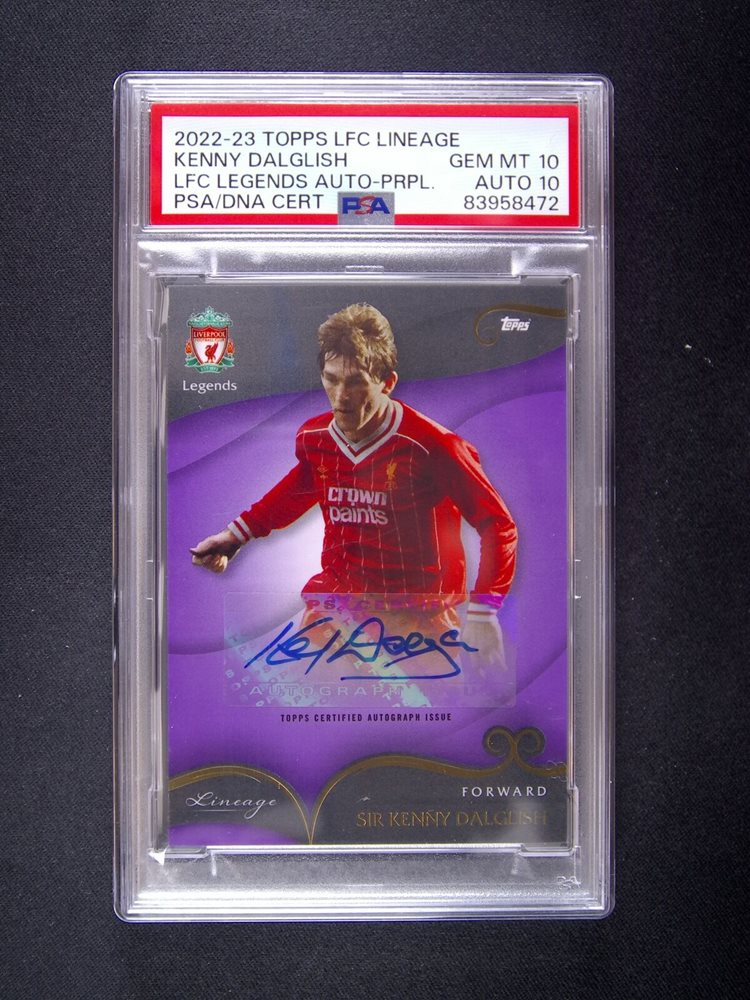 2022-23 TOPPS LFC LINEAGE
KENNY DALGLISH GEM MT 10
LFC LEGENDS AUTO-PRPL. AUTO 10
PSA/DNA CERT PSA 83958472
topps
LIVERPOOL
Legends
crown
paints
AUTOGRAPH
TOPPS CERTIFIED AUTOGRAPH ISSUE
FORWARD
Lineage
SIR KENNY DALGLISH